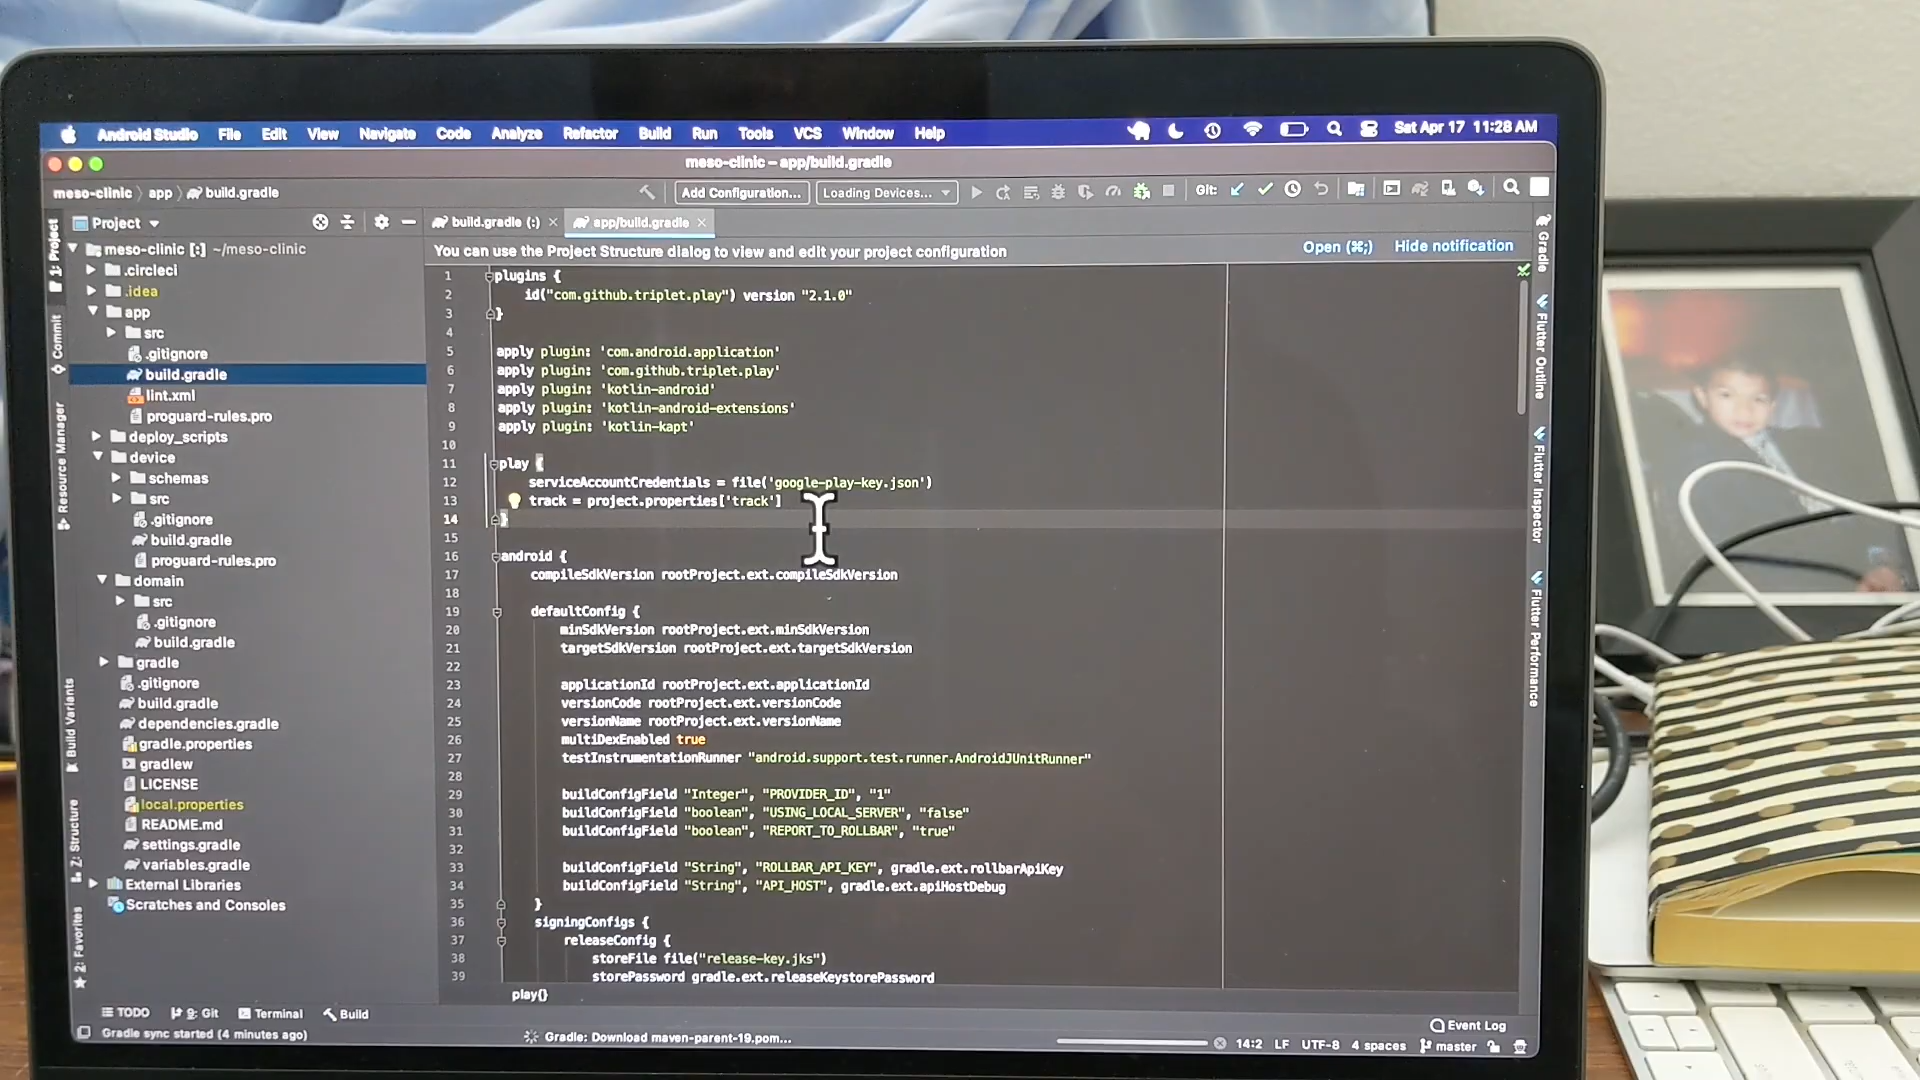 Android Studio File Edit View Navigate Code Analyze Refactor Build Run Tools VCS Window Help Sat Apr 17 11:28 AM
meso-clinic – app/build.gradle
meso-clinic app build.gradle Add Configuration... Loading Devices... Git:
Project
build.gradle (:) app/build.gradle
You can use the Project Structure dialog to view and edit your project configuration Open (⌘;) Hide notification
1: Project
Commit
Resource Manager
Build Variants
Z: Structure
2: Favorites
meso-clinic [:] ~/meso-clinic
.circleci
.idea
app
src
.gitignore
build.gradle
lint.xml
proguard-rules.pro
deploy_scripts
device
schemas
src
.gitignore
build.gradle
proguard-rules.pro
domain
src
.gitignore
build.gradle
gradle
.gitignore
build.gradle
dependencies.gradle
gradle.properties
gradlew
LICENSE
local.properties
README.md
settings.gradle
variables.gradle
External Libraries
Scratches and Consoles
1 plugins {
2 id("com.github.triplet.play") version "2.1.0"
3 }
4
5 apply plugin: 'com.android.application'
6 apply plugin: 'com.github.triplet.play'
7 apply plugin: 'kotlin-android'
8 apply plugin: 'kotlin-android-extensions'
9 apply plugin: 'kotlin-kapt'
10
11 play {
12 serviceAccountCredentials = file('google-play-key.json')
13 track = project.properties['track']
14 }
15
16 android {
17 compileSdkVersion rootProject.ext.compileSdkVersion
18
19 defaultConfig {
20 minSdkVersion rootProject.ext.minSdkVersion
21 targetSdkVersion rootProject.ext.targetSdkVersion
22
23 applicationId rootProject.ext.applicationId
24 versionCode rootProject.ext.versionCode
25 versionName rootProject.ext.versionName
26 multiDexEnabled true
27 testInstrumentationRunner "android.support.test.runner.AndroidJUnitRunner"
28
29 buildConfigField "Integer", "PROVIDER_ID", "1"
30 buildConfigField "boolean", "USING_LOCAL_SERVER", "false"
31 buildConfigField "boolean", "REPORT_TO_ROLLBAR", "true"
32
33 buildConfigField "String", "ROLLBAR_API_KEY", gradle.ext.rollbarApiKey
34 buildConfigField "String", "API_HOST", gradle.ext.apiHostDebug
35 }
36 signingConfigs {
37 releaseConfig {
38 storeFile file("release-key.jks")
39 storePassword gradle.ext.releaseKeystorePassword
play{}
Gradle
Flutter Outline
Flutter Inspector
Flutter Performance
TODO 9: Git Terminal Build Event Log
Gradle sync started (4 minutes ago) Gradle: Download maven-parent-19.pom... 14:2 LF UTF-8 4 spaces master